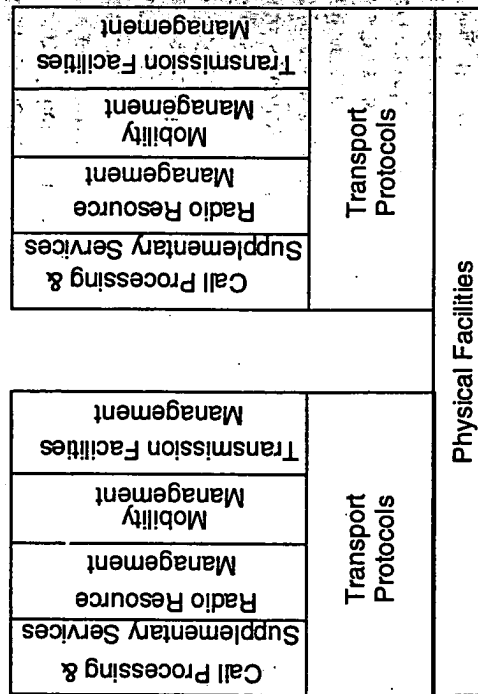 Call Processing &
Supplementary Services
Radio Resource
Management
Mobility
Management
Transmission Facilities
Management
Call Processing &
Supplementary Services
Radio Resource
Management
Mobility
Management
Transmission Facilities
Management
Transport
Protocols
Transport
Protocols
Physical Facilities